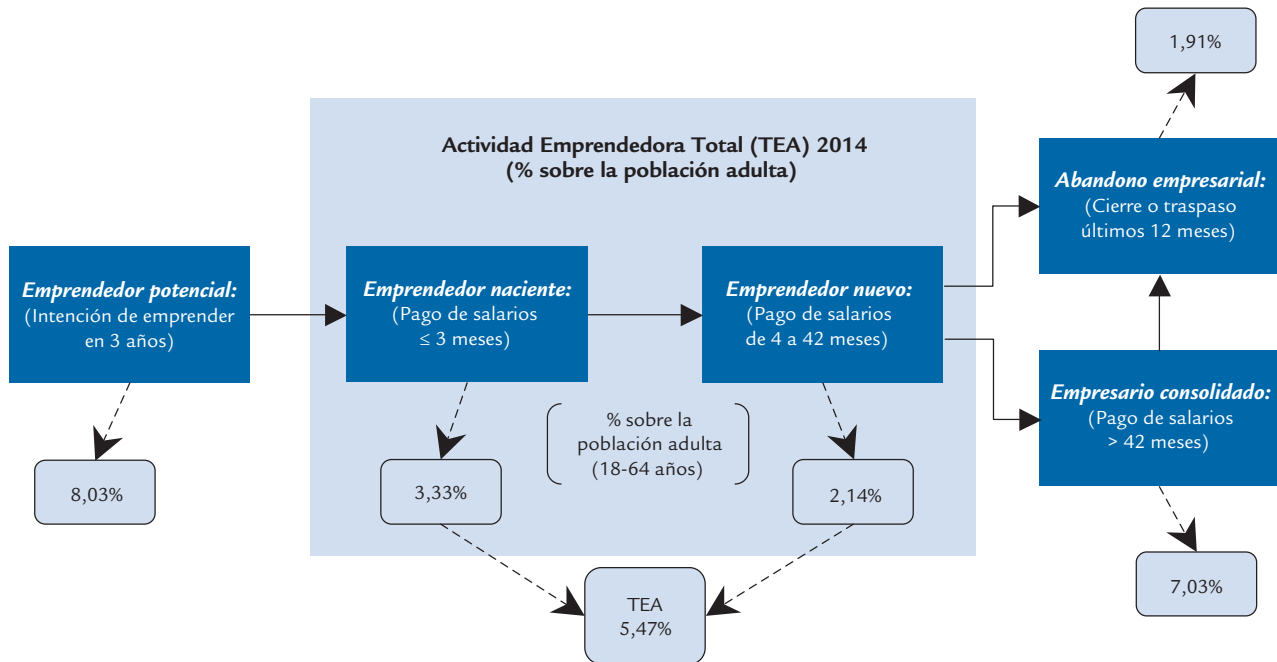 1,91%
Actividad Emprendedora Total (TEA) 2014
(% sobre la población adulta)
Abandono empresarial:
(Cierre o traspaso
últimos 12 meses)
Emprendedor potencial:
(Intención de emprender
en 3 años)
Emprendedor naciente:
(Pago de salarios
≤ 3 meses)
Emprendedor nuevo:
(Pago de salarios
de 4 a 42 meses)
Empresario consolidado:
(Pago de salarios
> 42 meses)
% sobre la
población adulta
(18-64 años)
8,03%
3,33%
2,14%
7,03%
TEA
5,47%